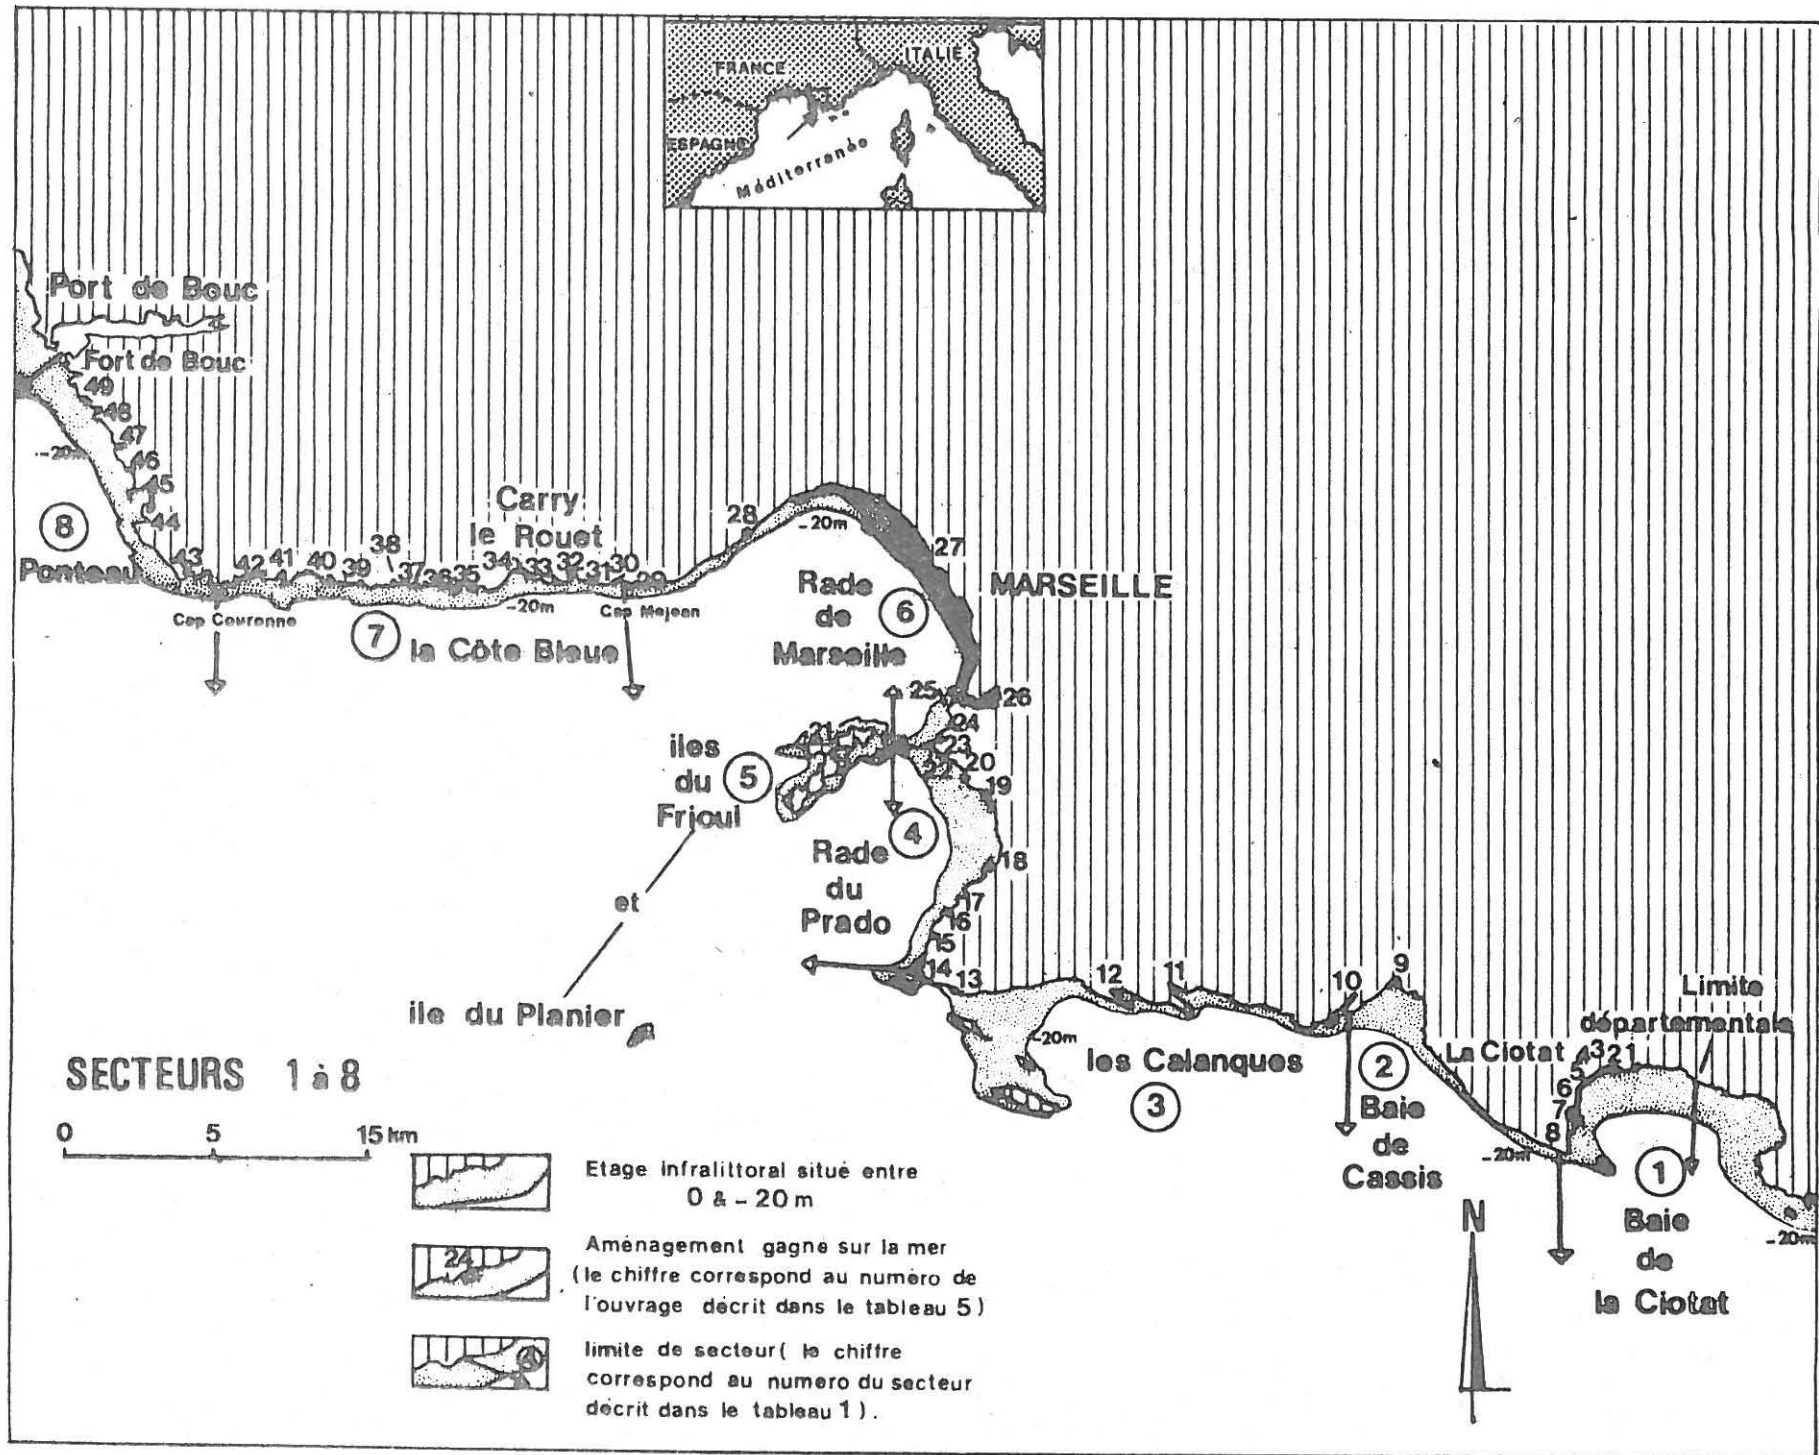 FRANCE
ITALIE
ESPAGNE
Méditerranée
Port de Bouc
Fort de Bouc
49
48
47
46
45
44
-20m
8
Ponteau
43
42
41
40
39
38
37
36
35
34
33
32
31
30
29
Carry
le Rouet
Cap Couronne
-20m
Cap Mejean
7
la Côte Bleue
28
-20m
27
MARSEILLE
Rade
de
Marseille
6
25
26
24
23
22
20
19
21
iles
du
Frioul
5
et
ile du Planier
4
Rade
du
Prado
18
17
16
15
14
13
12
11
10
9
-20m
les Calanques
3
2
Baie
de
Cassis
La Ciotat
Limite
départementale
5
4
3
2
1
6
7
8
-20m
1
Baie
de
la Ciotat
-20m
N
SECTEURS 1 à 8
0 5 15 km
Etage infralittoral situé entre
0 & - 20 m
24
Aménagement gagné sur la mer
(le chiffre correspond au numéro de
l'ouvrage décrit dans le tableau 5)
limite de secteur( le chiffre
correspond au numero du secteur
décrit dans le tableau 1).